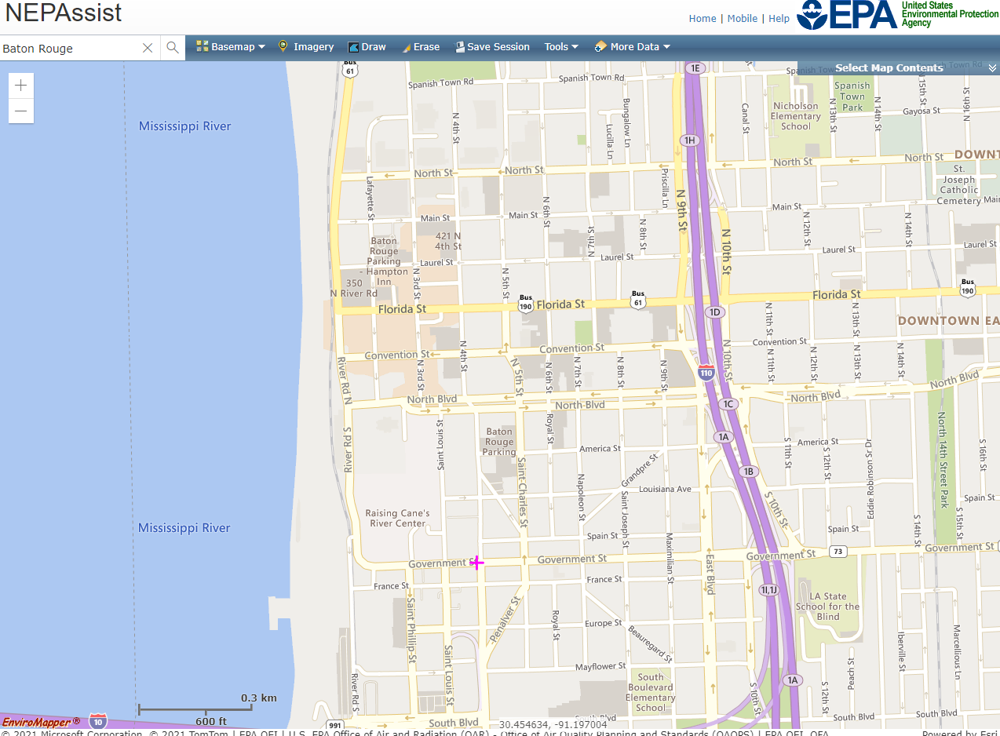 NEPAssist
Home | Mobile | Help
EPA
United States
Environmental Protection
Agency
Baton Rouge
Basemap
Imagery
Draw
Erase
Save Session
Tools
More Data
Select Map Contents
+
−
Bus
61
Spanish Town Rd
Spanish Town Rd
1E
Spanish
Town
Park
Nicholson
Elementary
School
N 4th St
Bungalow Ln
Lucilla Ln
Canal St
N 13th St
N 14th St
N 15th St
N 16th St
Gayosa St
Mississippi River
1H
North St
North St
North St
North St
DOWNT
St.
Joseph
Catholic
Cemetery
Lafayette St
Priscilla Ln
N 6th St
N 9th St
Main St
Main St
Main St
Main
N 7th St
N 8th St
N 10th St
N 12th St
N 14th St
421 N
4th St
Baton
Rouge
Parking
- Hampton
Inn
Laurel St
Laurel St
Laurel St
Laurel St
350
N River Rd
N 3rd St
N 5th St
Florida St
Bus
190
Florida St
Bus
61
Florida St
Bus
190
1D
N 11th St
N 13th St
DOWNTOWN EA
Convention St
Convention St
Convention St
River Rd N
N 3rd St
N 4th St
N 5th St
N 6th St
N 7th St
N 8th St
N 9th St
N 10th St
N 11th St
N 12th St
N 13th St
N 14th St
110
North Blvd
North Blvd
North Blvd
North Blvd
1C
River Rd S
Saint Louis St
Baton
Rouge
Parking
Royal St
America St
America St
1A
1B
S 11th St
S 12th St
Eddie Robinson Sr Dr
North 14th Street Park
S 16th St
Saint Charles St
Napoleon St
Grandpre St
Saint Joseph St
Louisiana Ave
S 10th St
Spain St
Raising Cane's
River Center
Mississippi River
Spain St
Spain St
Maximilian St
S 14th St
S 15th St
Government St
Government St
Government St
Government St
73
East Blvd
France St
France St
1I,1J
LA State
School for the
Blind
Saint Phillip St
Penalver St
Royal St
Europe St
Beauregard St
Saint Louis St
Mayflower St
Iberville St
Marcellious Ln
Peach St
South
Boulevard
Elementary
School
1A
River Rd S
S 10th St
S 12th St
South Blvd
South Blvd
South Blvd
South Blvd
991
0.3 km
600 ft
30.454634, -91.197004
EnviroMapper ®
10
© 2021 Microsoft Corporation, © 2021 TomTom | EPA OEI | U.S. EPA Office of Air and Radiation (OAR) - Office of Air Quality Planning and Standards (OAQPS) | EPA OEI, OEA
Powered by Esri